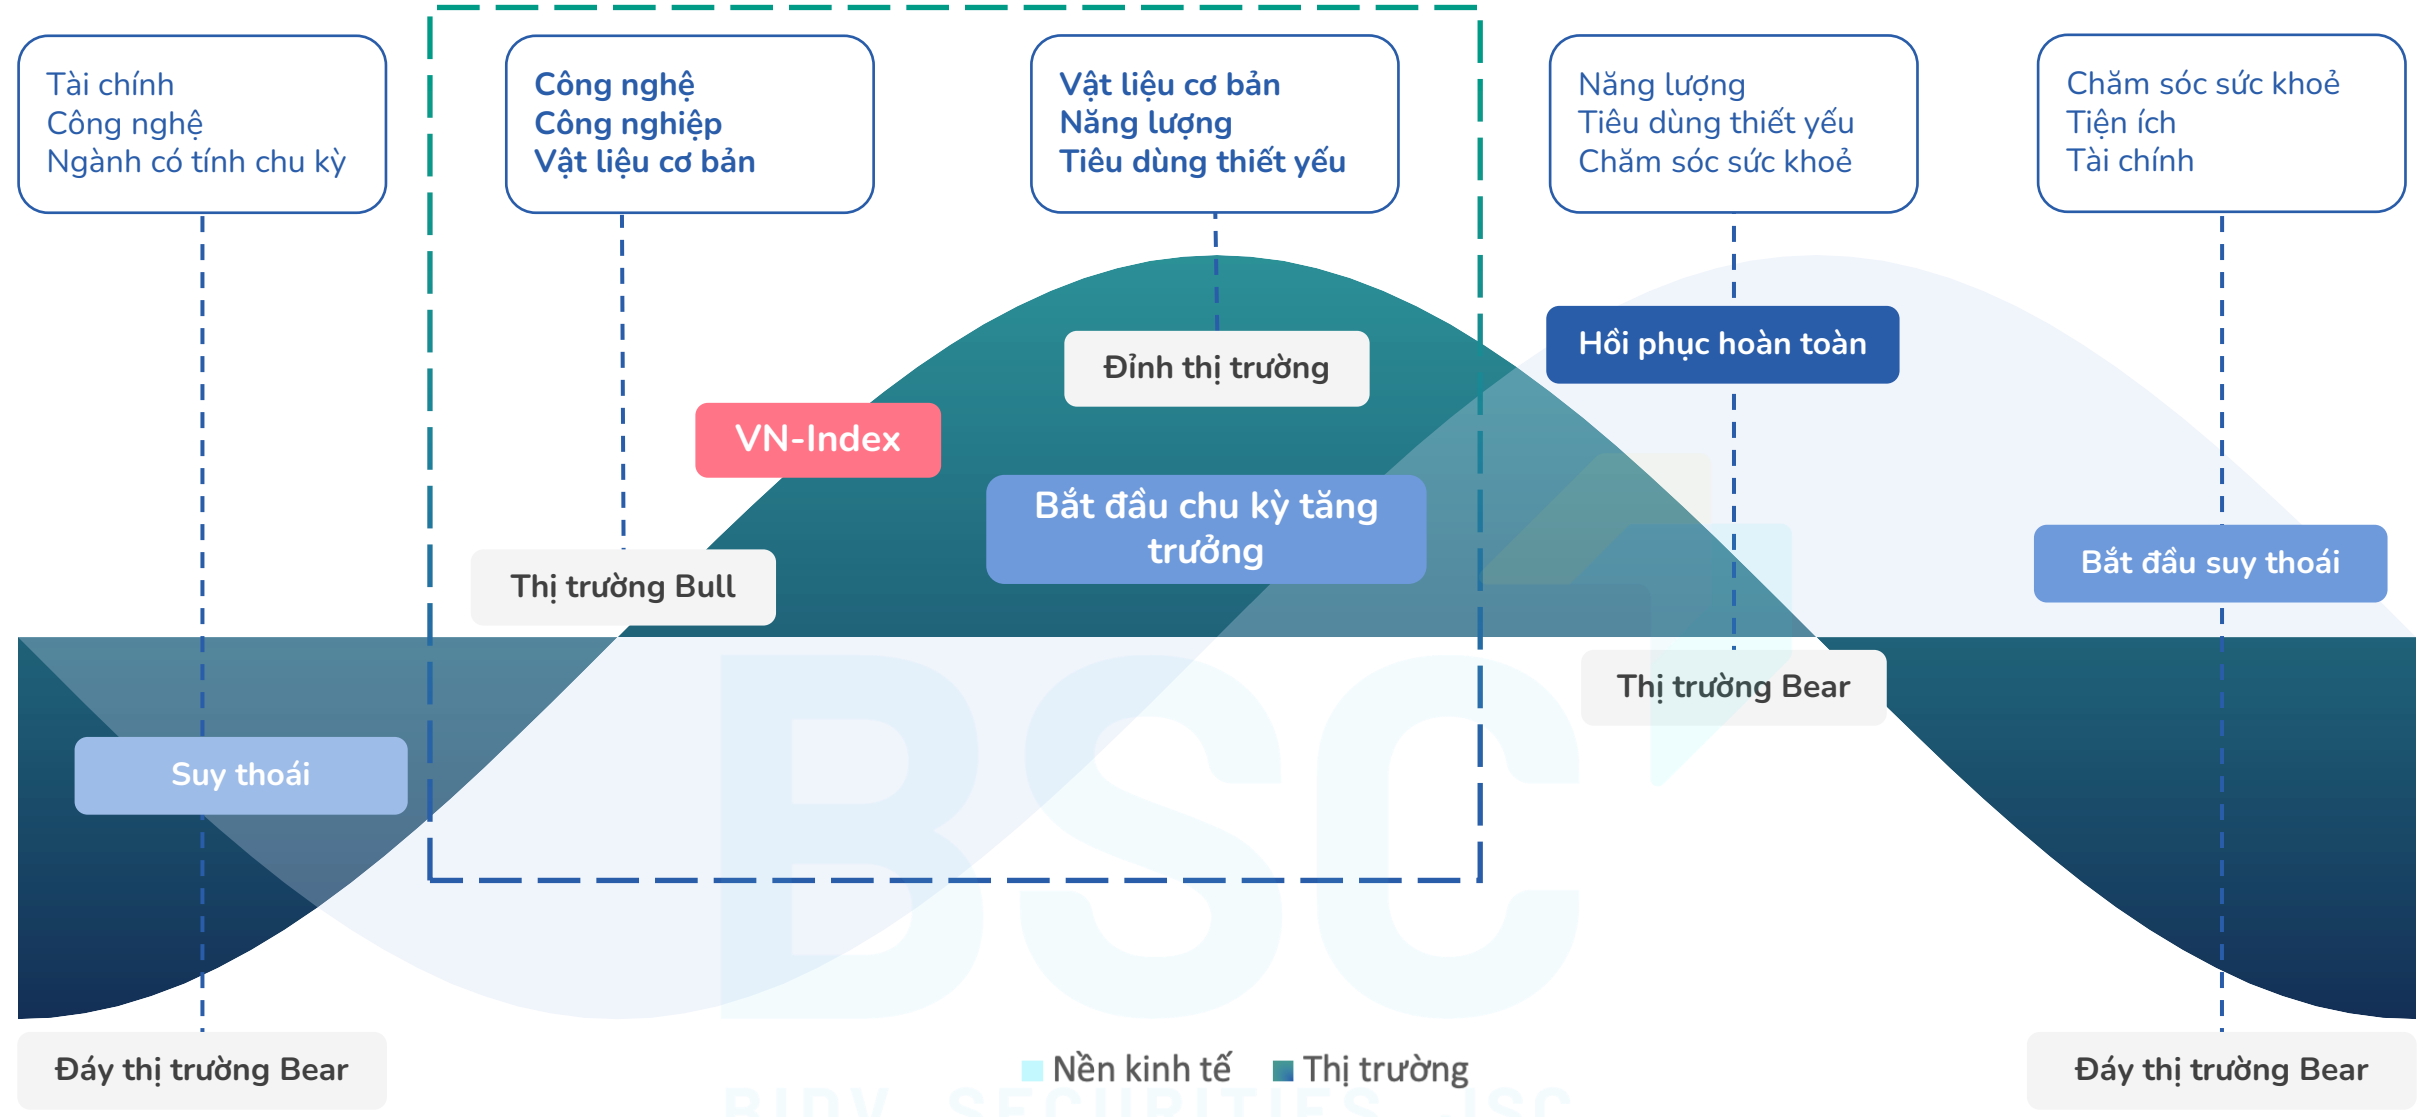 Tài chính
Công nghệ
Ngành có tính chu kỳ
Công nghệ
Công nghiệp
Vật liệu cơ bản
Vật liệu cơ bản
Năng lượng
Tiêu dùng thiết yếu
Năng lượng
Tiêu dùng thiết yếu
Chăm sóc sức khoẻ
Chăm sóc sức khoẻ
Tiện ích
Tài chính
Hồi phục hoàn toàn
Đỉnh thị trường
VN-Index
Bắt đầu chu kỳ tăng
trưởng
Thị trường Bull
Bắt đầu suy thoái
Thị trường Bear
Suy thoái
BSC
Đáy thị trường Bear
Nền kinh tế
Thị trường
Đáy thị trường Bear
BIDV SECURITIES JSC